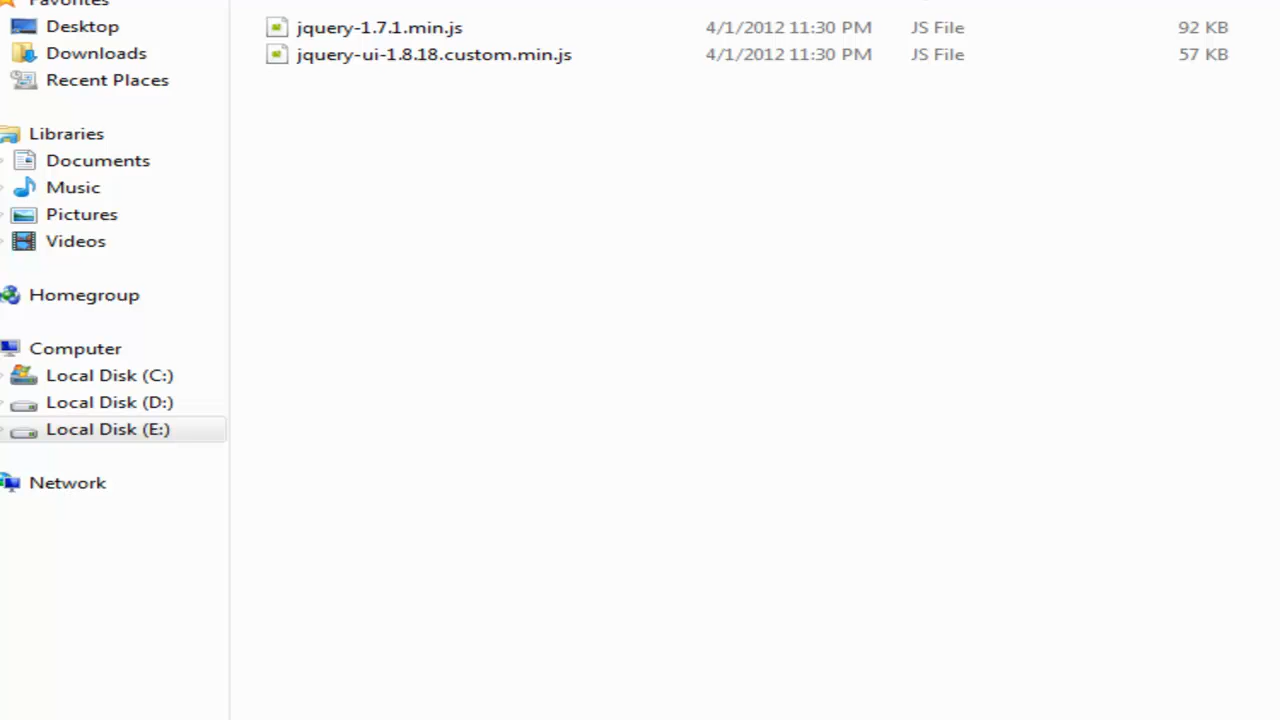 Favorites
Desktop
Downloads
Recent Places
Libraries
Documents
Music
Pictures
Videos
Homegroup
Computer
Local Disk (C:)
Local Disk (D:)
Local Disk (E:)
Network
jquery-1.7.1.min.js 4/1/2012 11:30 PM JS File 92 KB
jquery-ui-1.8.18.custom.min.js 4/1/2012 11:30 PM JS File 57 KB